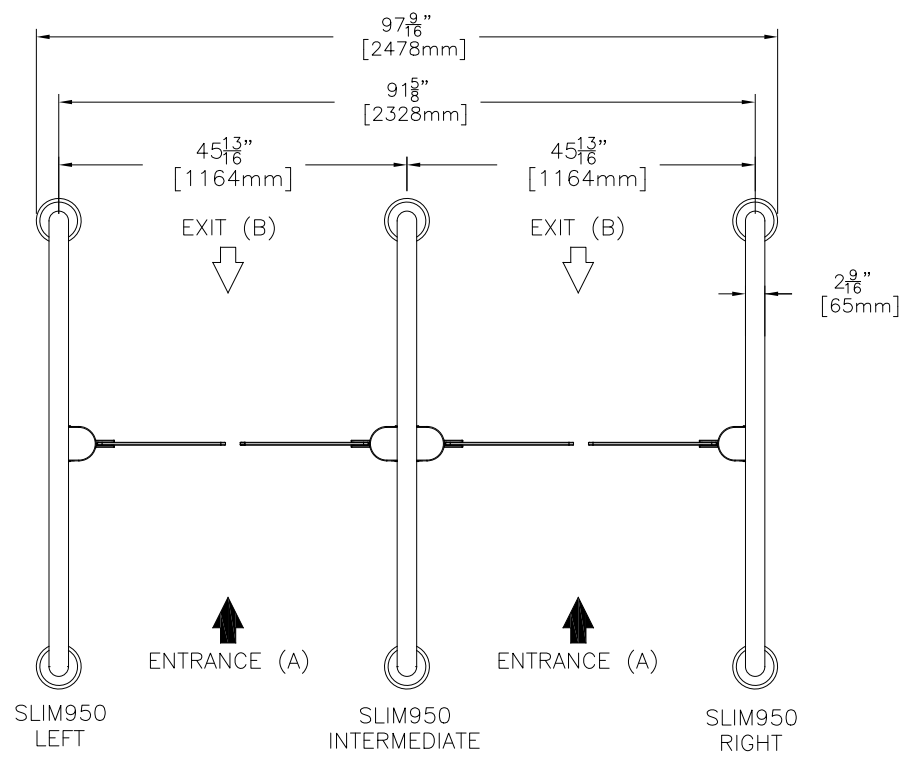 97 9/16"
[2478mm]
91 5/8"
[2328mm]
45 13/16"
[1164mm]
45 13/16"
[1164mm]
EXIT (B)
EXIT (B)
2 9/16"
[65mm]
ENTRANCE (A)
ENTRANCE (A)
SLIM950
LEFT
SLIM950
INTERMEDIATE
SLIM950
RIGHT